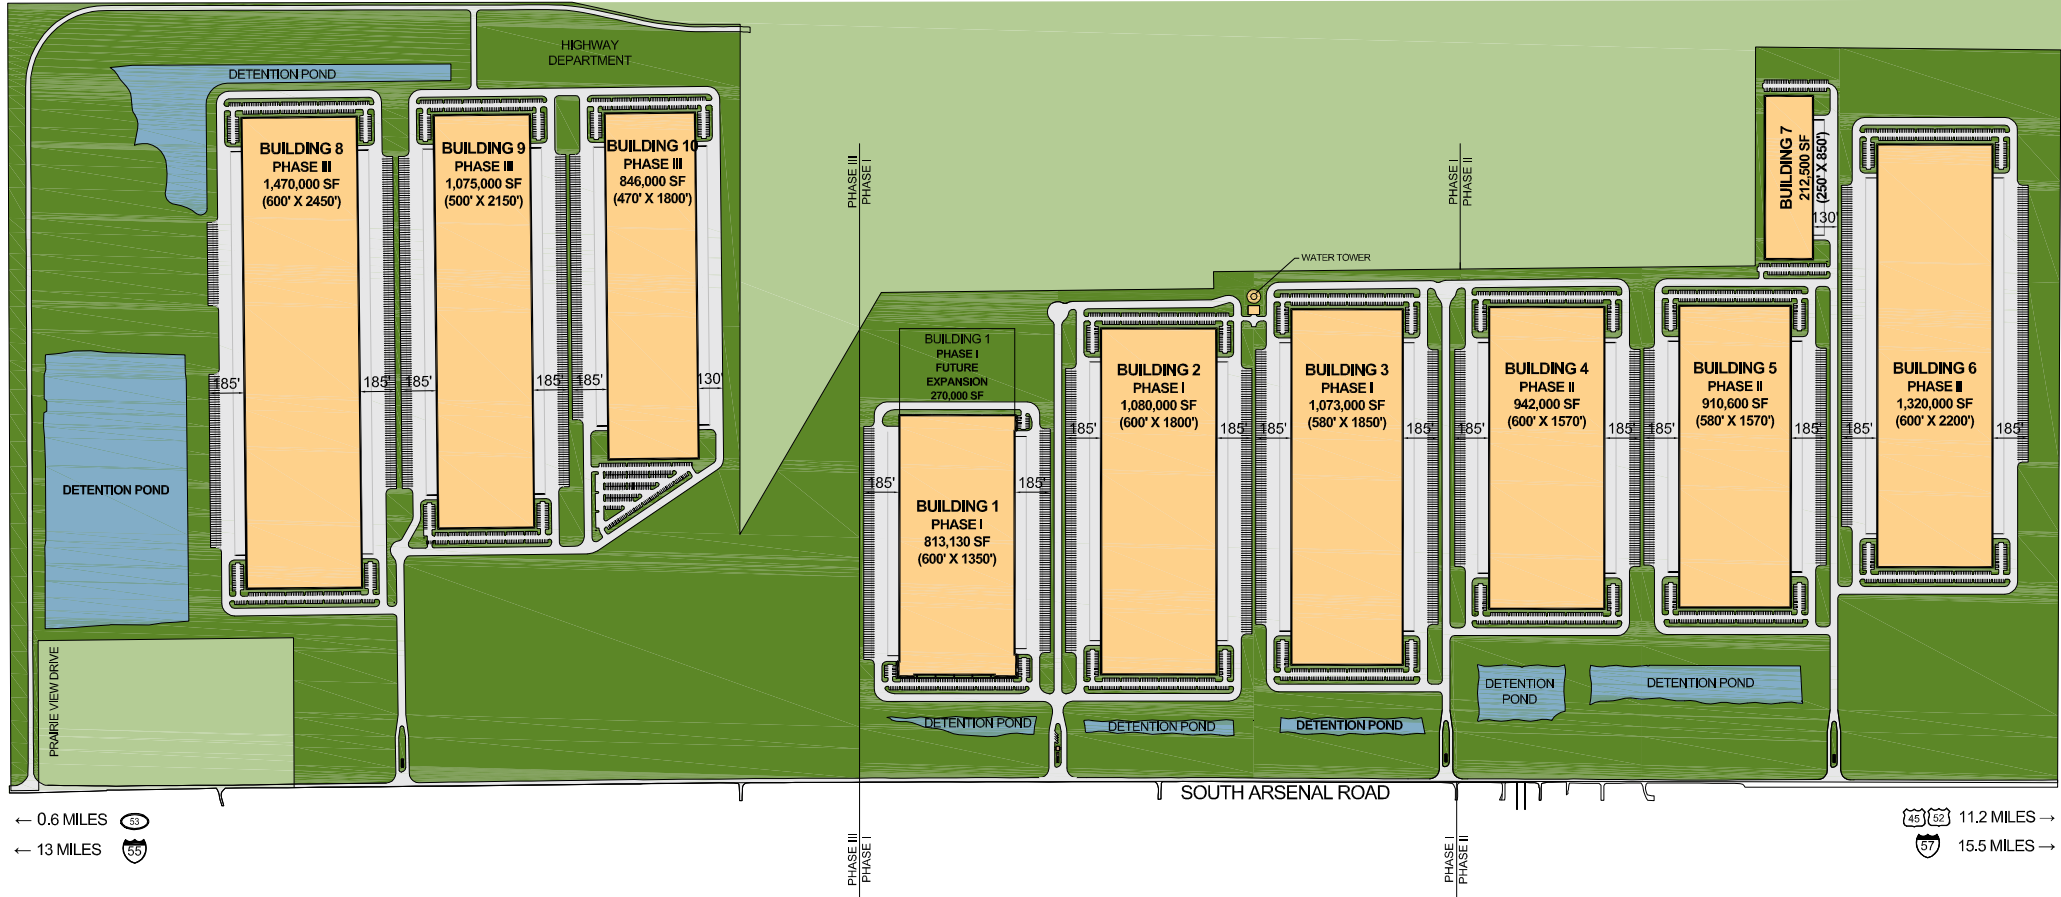 HIGHWAY
DEPARTMENT
DETENTION POND
BUILDING 8
PHASE III
1,470,000 SF
(600' X 2450')
BUILDING 9
PHASE III
1,075,000 SF
(500' X 2150')
BUILDING 10
PHASE III
846,000 SF
(470' X 1800')
185'
185'
185'
185'
185'
130'
DETENTION POND
PRAIRIE VIEW DRIVE
PHASE III
PHASE I
PHASE I
PHASE II
WATER TOWER
BUILDING 1
PHASE I
FUTURE
EXPANSION
270,000 SF
185'
185'
BUILDING 1
PHASE I
813,130 SF
(600' X 1350')
BUILDING 2
PHASE I
1,080,000 SF
(600' X 1800')
185'
185'
BUILDING 3
PHASE I
1,073,000 SF
(580' X 1850')
185'
185'
BUILDING 4
PHASE II
942,000 SF
(600' X 1570')
185'
185'
BUILDING 5
PHASE II
910,600 SF
(580' X 1570')
185'
185'
BUILDING 7
212,500 SF
(250' X 850')
130'
BUILDING 6
PHASE II
1,320,000 SF
(600' X 2200')
185'
185'
DETENTION POND
DETENTION POND
DETENTION POND
DETENTION
POND
DETENTION POND
SOUTH ARSENAL ROAD
← 0.6 MILES 53
← 13 MILES 55
PHASE III
PHASE I
PHASE I
PHASE II
45 52 11.2 MILES →
57 15.5 MILES →